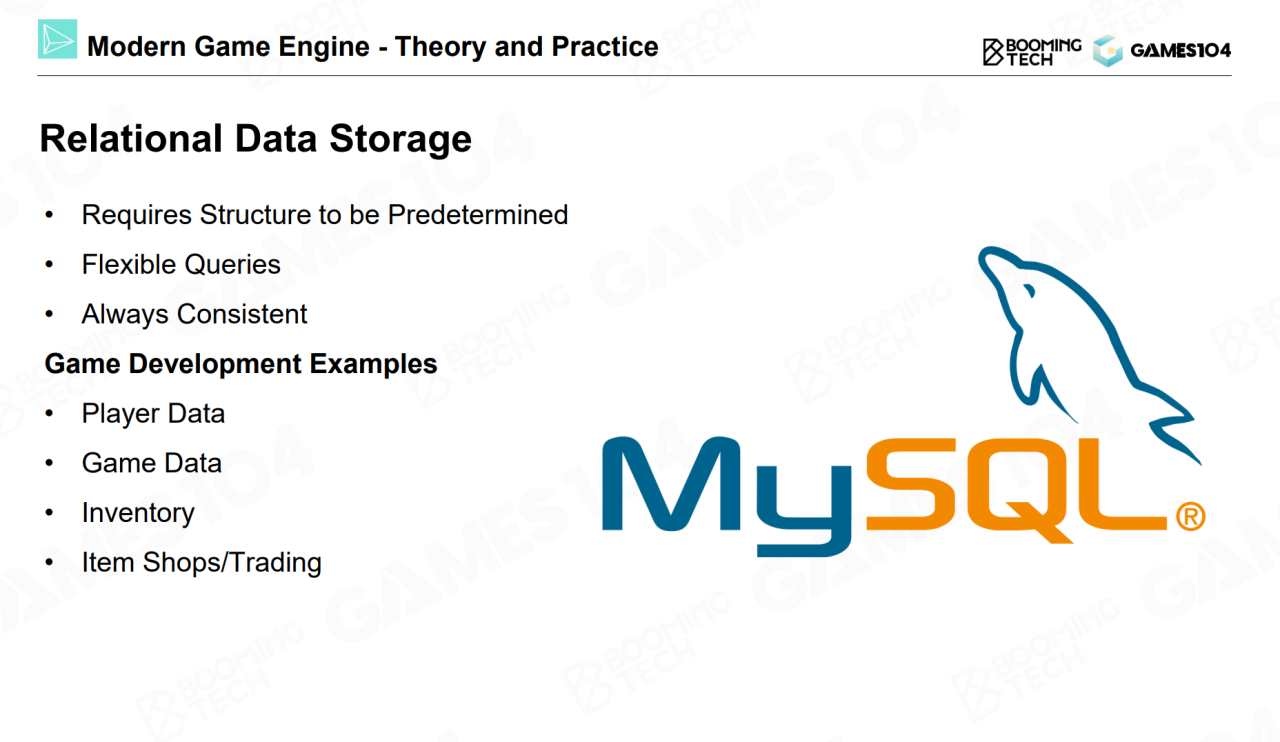 Modern Game Engine - Theory and Practice
BOOMING
TECH
GAMES104
Relational Data Storage
• Requires Structure to be Predetermined
• Flexible Queries
• Always Consistent
Game Development Examples
• Player Data
• Game Data
• Inventory
• Item Shops/Trading
MySQL®